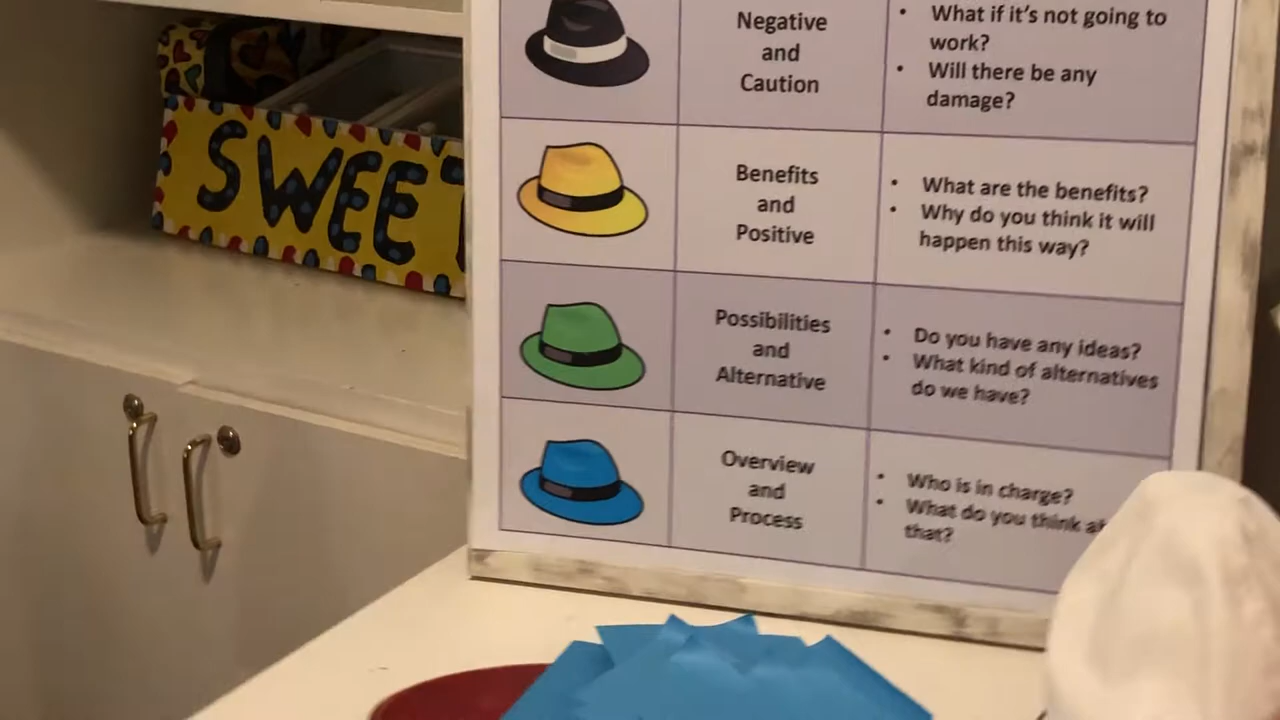 SWEET
Negative
and
Caution
• What if it's not going to
work?
• Will there be any
damage?
Benefits
and
Positive
• What are the benefits?
• Why do you think it will
happen this way?
Possibilities
and
Alternative
• Do you have any ideas?
• What kind of alternatives
do we have?
Overview
and
Process
• Who is in charge?
• What do you think
that?